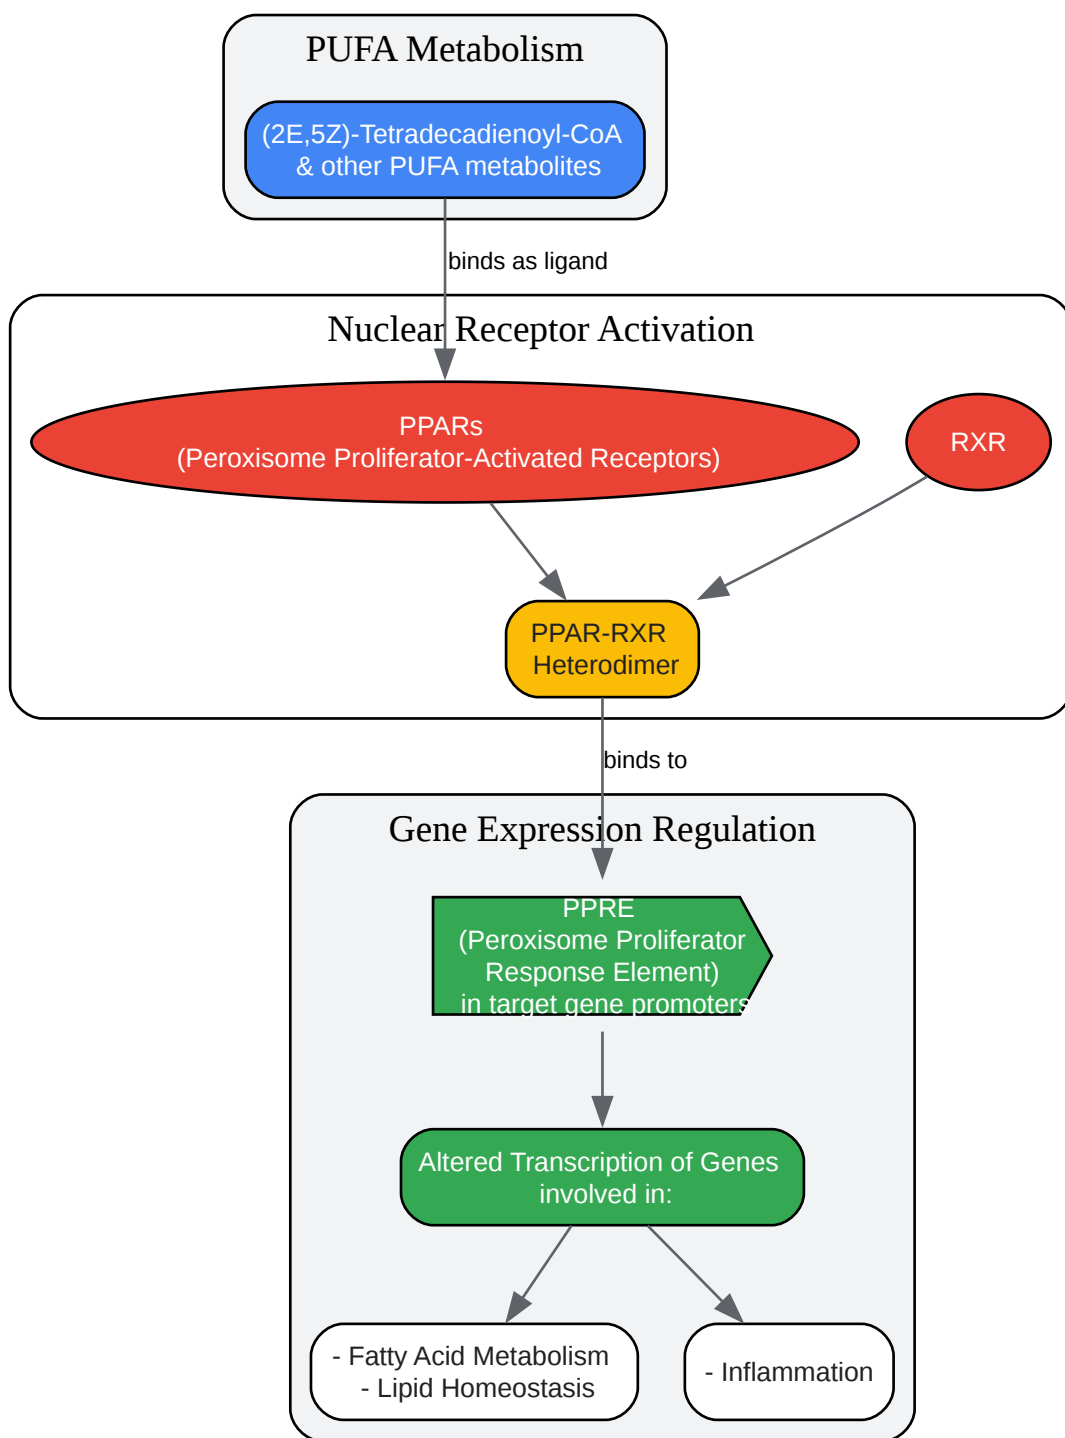 PUFA Metabolism
(2E,5Z)-Tetradecadienoyl-CoA
& other PUFA metabolites
binds as ligand
Nuclear Receptor Activation
PPARs
(Peroxisome Proliferator-Activated Receptors)
RXR
PPAR-RXR
Heterodimer
binds to
Gene Expression Regulation
PPRE
(Peroxisome Proliferator
Response Element)
in target gene promoters
Altered Transcription of Genes
involved in:
- Fatty Acid Metabolism
- Lipid Homeostasis
- Inflammation